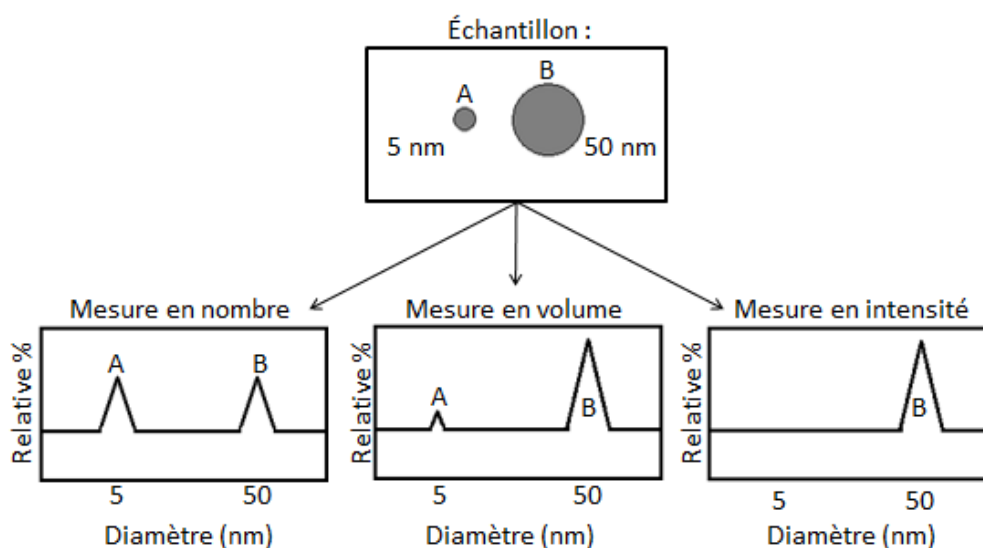 Échantillon :
A
B
5 nm
50 nm
Mesure en nombre
Relative %
A
B
5
50
Diamètre (nm)
Mesure en volume
Relative %
A
B
5
50
Diamètre (nm)
Mesure en intensité
Relative %
B
5
50
Diamètre (nm)